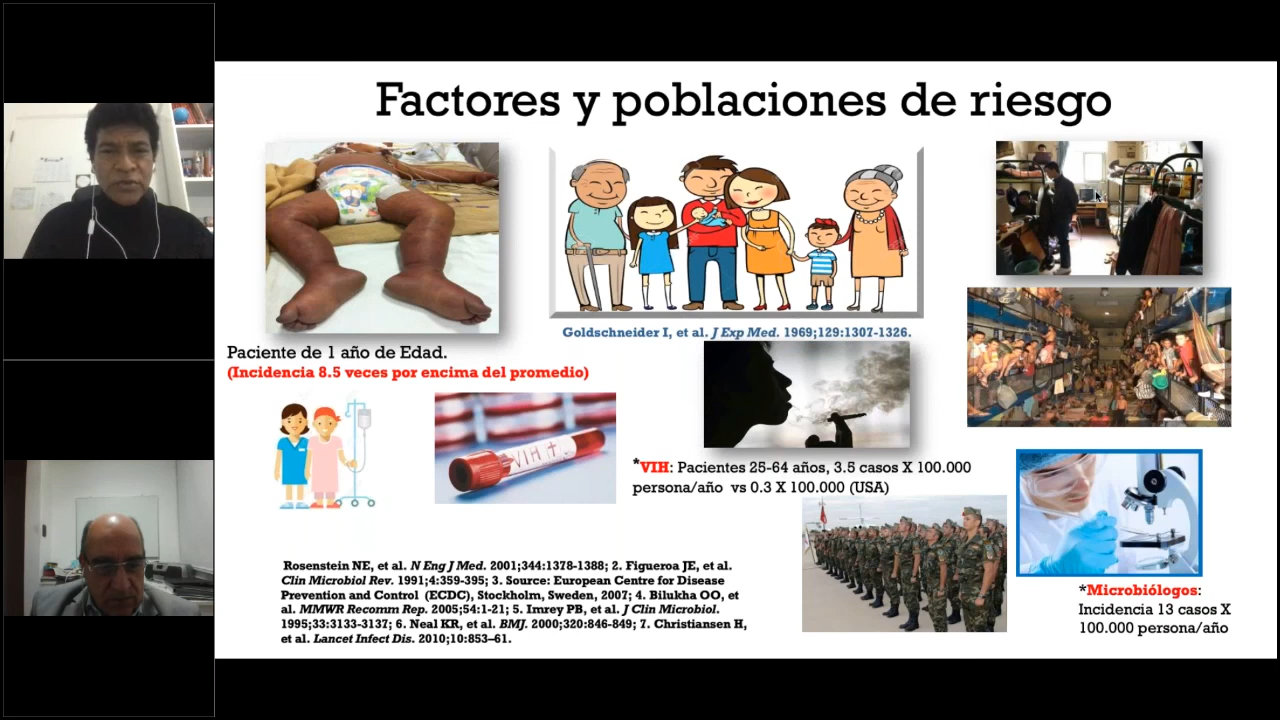 Factores y poblaciones de riesgo
Goldschneider I, et al. J Exp Med. 1969;129:1307-1326.
Paciente de 1 año de Edad.
(Incidencia 8.5 veces por encima del promedio)
VIH +
*VIH: Pacientes 25-64 años, 3.5 casos X 100.000
persona/año vs 0.3 X 100.000 (USA)
Rosenstein NE, et al. N Eng J Med. 2001;344:1378-1388; 2. Figueroa JE, et al.
Clin Microbiol Rev. 1991;4:359-395; 3. Source: European Centre for Disease
Prevention and Control (ECDC), Stockholm, Sweden, 2007; 4. Bilukha OO, et
al. MMWR Recomm Rep. 2005;54:1-21; 5. Imrey PB, et al. J Clin Microbiol.
1995;33:3133-3137; 6. Neal KR, et al. BMJ. 2000;320:846-849; 7. Christiansen H,
et al. Lancet Infect Dis. 2010;10:853–61.
*Microbiólogos:
Incidencia 13 casos X
100.000 persona/año